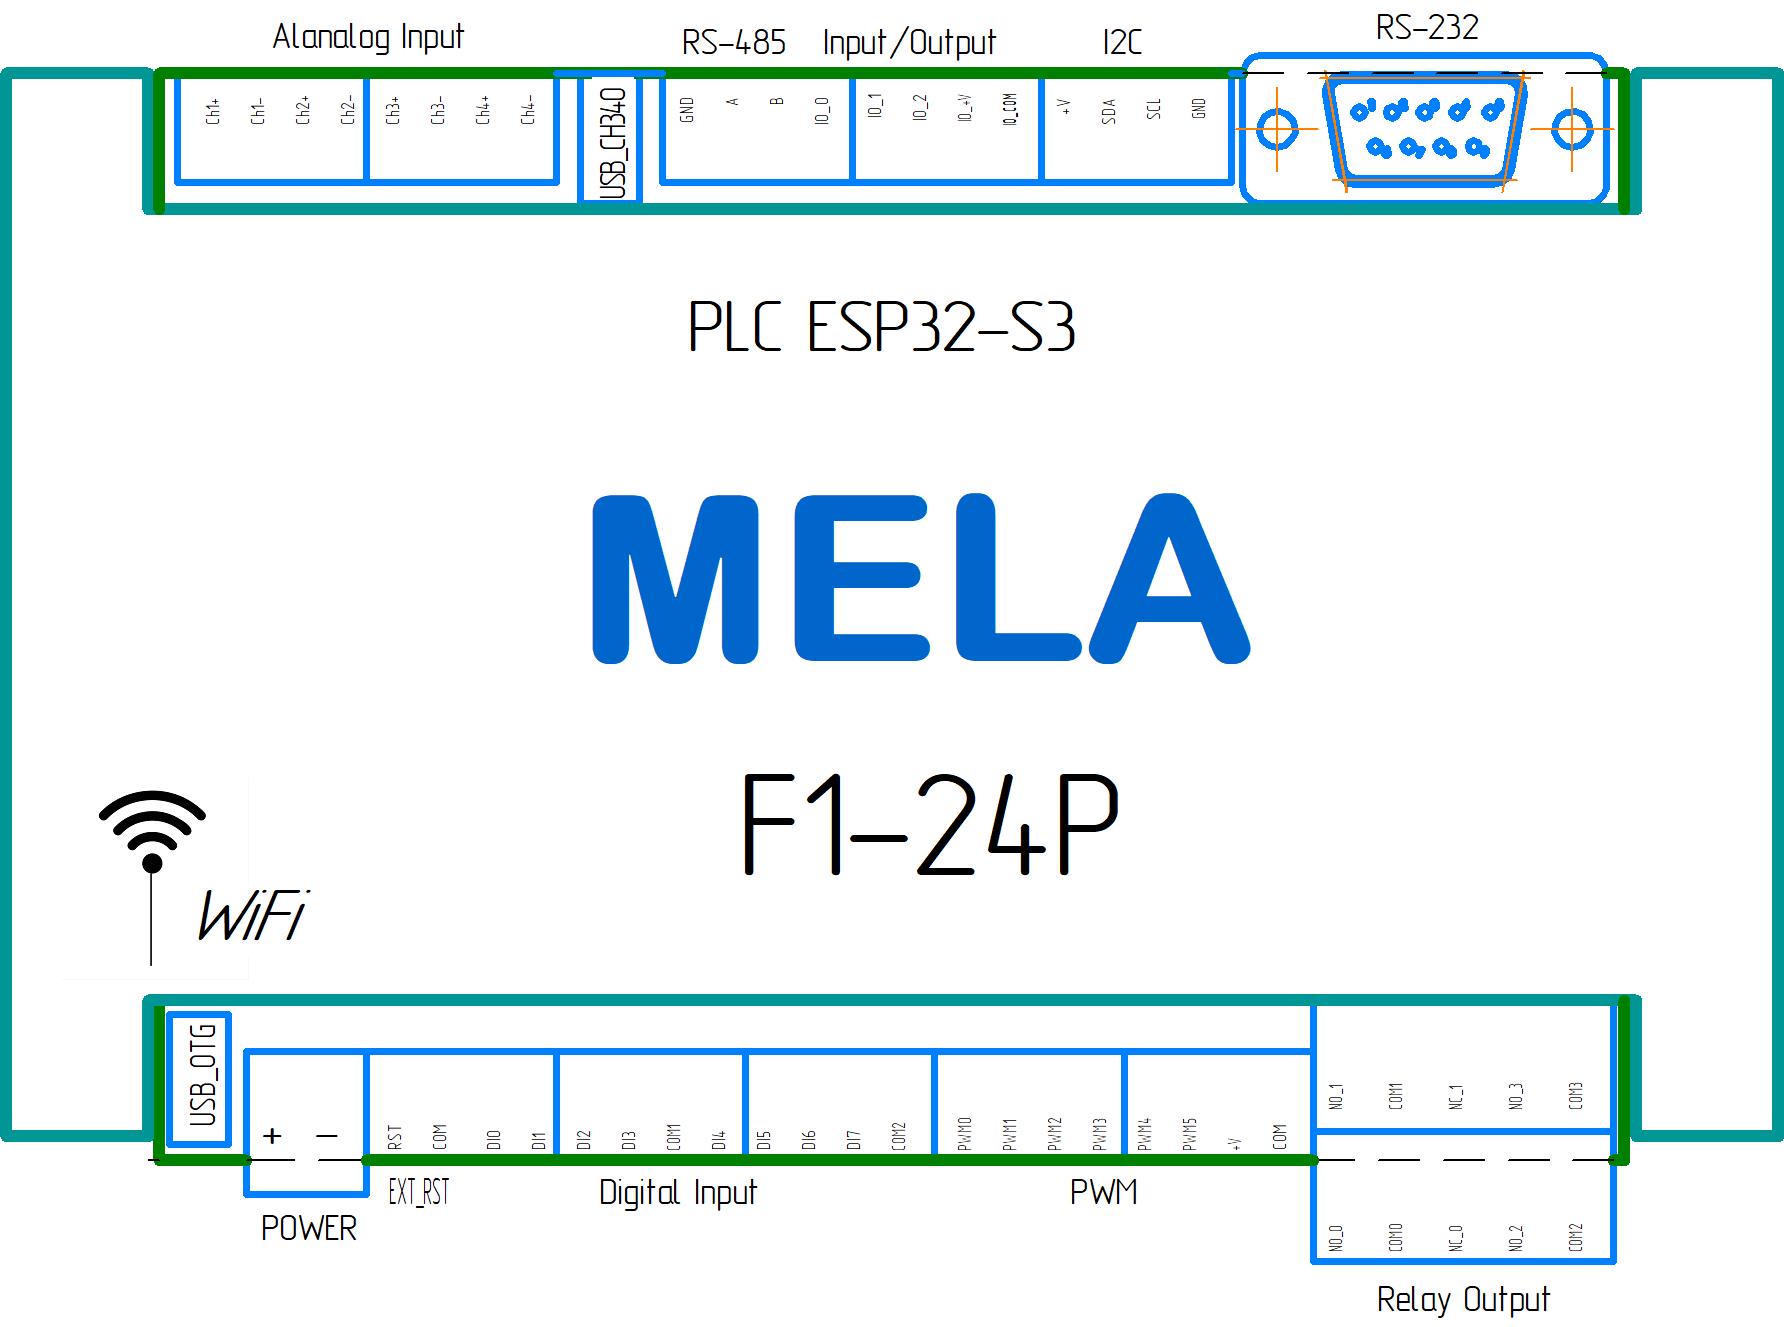 Alanalog Input
RS-485
Input/Output
I2C
RS-232
Ch1+
Ch1-
Ch2+
Ch2-
Ch3+
Ch3-
Ch4+
Ch4-
USB_CH340
GND
A
B
IO_0
IO_1
IO_2
IO_+V
IO_COM
+V
SDA
SCL
GND
PLC ESP32-S3
MELA
F1-24P
WiFi
USB_OTG
+
-
RST
COM
DI0
DI1
DI2
DI3
COM1
DI4
DI5
DI6
DI7
COM2
PWM0
PWM1
PWM2
PWM3
PWM4
PWM5
+V
COM
NO_1
COM1
NC_1
NO_3
COM3
POWER
EXT_RST
Digital Input
PWM
NO_0
COM0
NC_0
NO_2
COM2
Relay Output